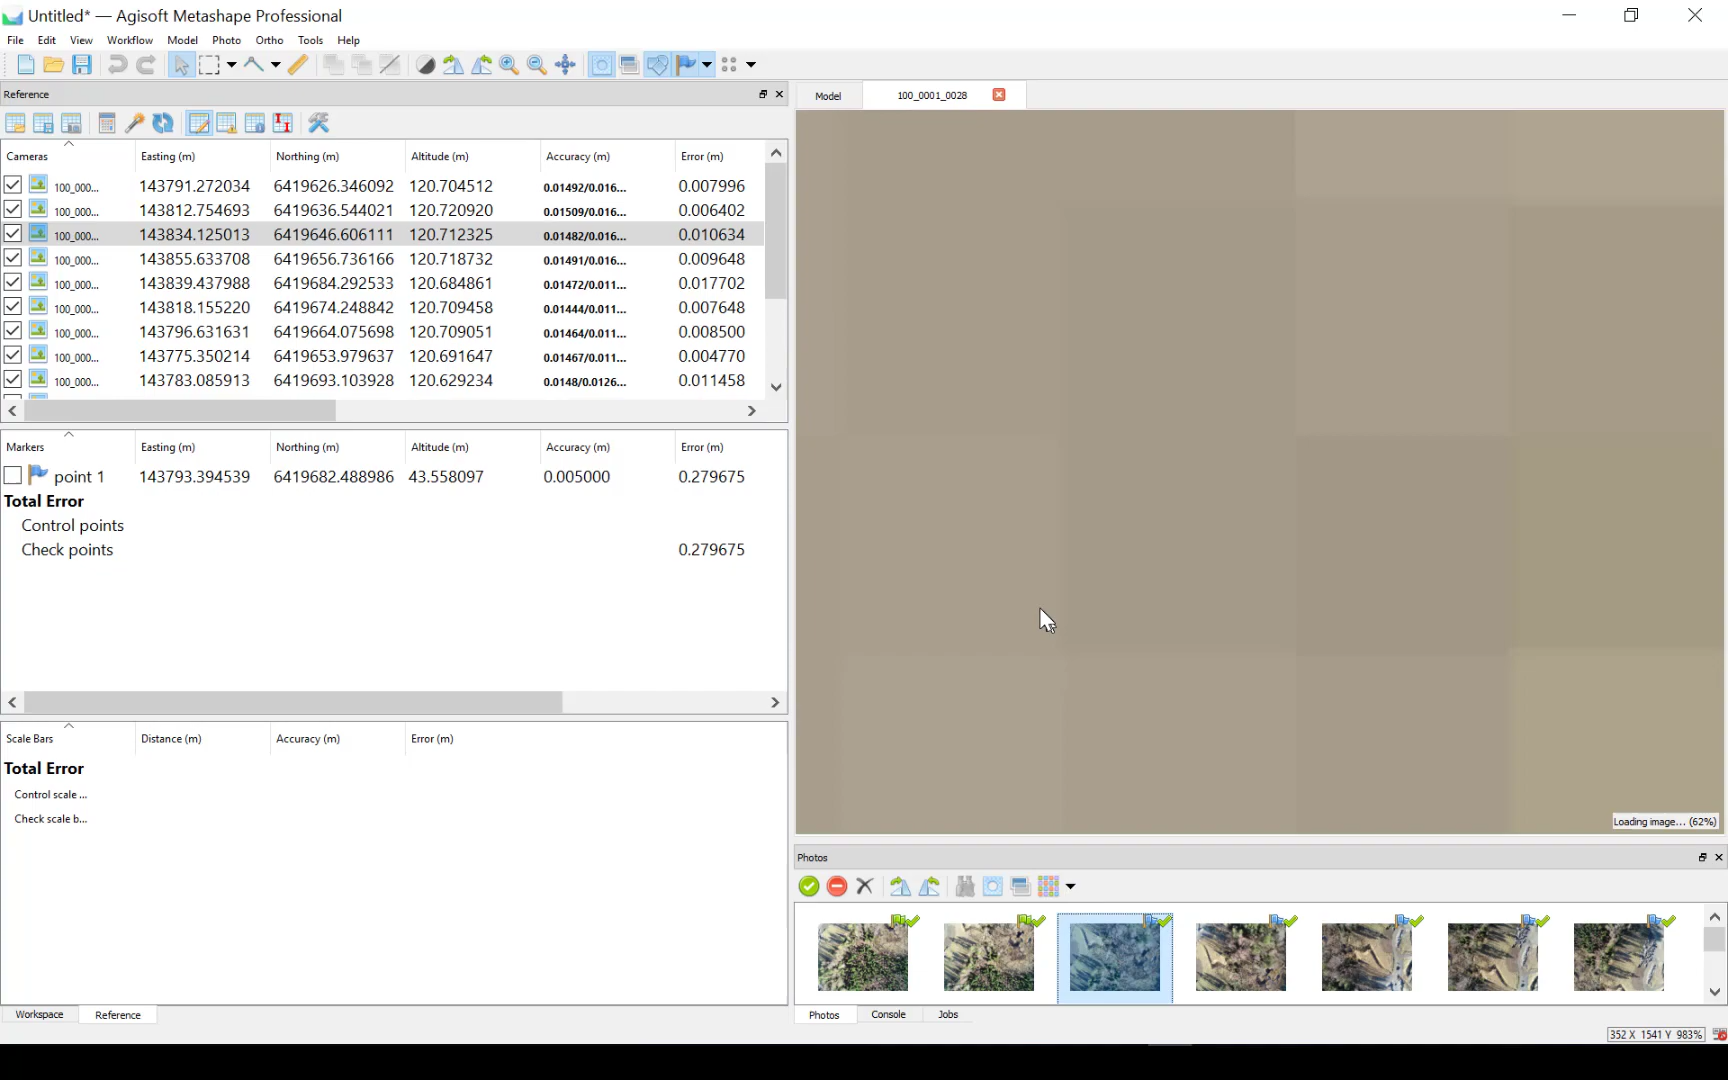 Untitled* — Agisoft Metashape Professional
File Edit View Workflow Model Photo Ortho Tools Help
Reference
Model 100_0001_0028
Cameras Easting (m) Northing (m) Altitude (m) Accuracy (m) Error (m)
100_000... 143791.272034 6419626.346092 120.704512 0.01492/0.016... 0.007996
100_000... 143812.754693 6419636.544021 120.720920 0.01509/0.016... 0.006402
100_000... 143834.125013 6419646.606111 120.712325 0.01482/0.016... 0.010634
100_000... 143855.633708 6419656.736166 120.718732 0.01491/0.016... 0.009648
100_000... 143839.437988 6419684.292533 120.684861 0.01472/0.011... 0.017702
100_000... 143818.155220 6419674.248842 120.709458 0.01444/0.011... 0.007648
100_000... 143796.631631 6419664.075698 120.709051 0.01464/0.011... 0.008500
100_000... 143775.350214 6419653.979637 120.691647 0.01467/0.011... 0.004770
100_000... 143783.085913 6419693.103928 120.629234 0.0148/0.0126... 0.011458
Markers Easting (m) Northing (m) Altitude (m) Accuracy (m) Error (m)
point 1 143793.394539 6419682.488986 43.558097 0.005000 0.279675
Total Error
Control points
Check points 0.279675
Scale Bars Distance (m) Accuracy (m) Error (m)
Total Error
Control scale ...
Check scale b...
Loading image... (62%)
Photos
Workspace Reference
Photos Console Jobs
352 X 1541 Y 983%